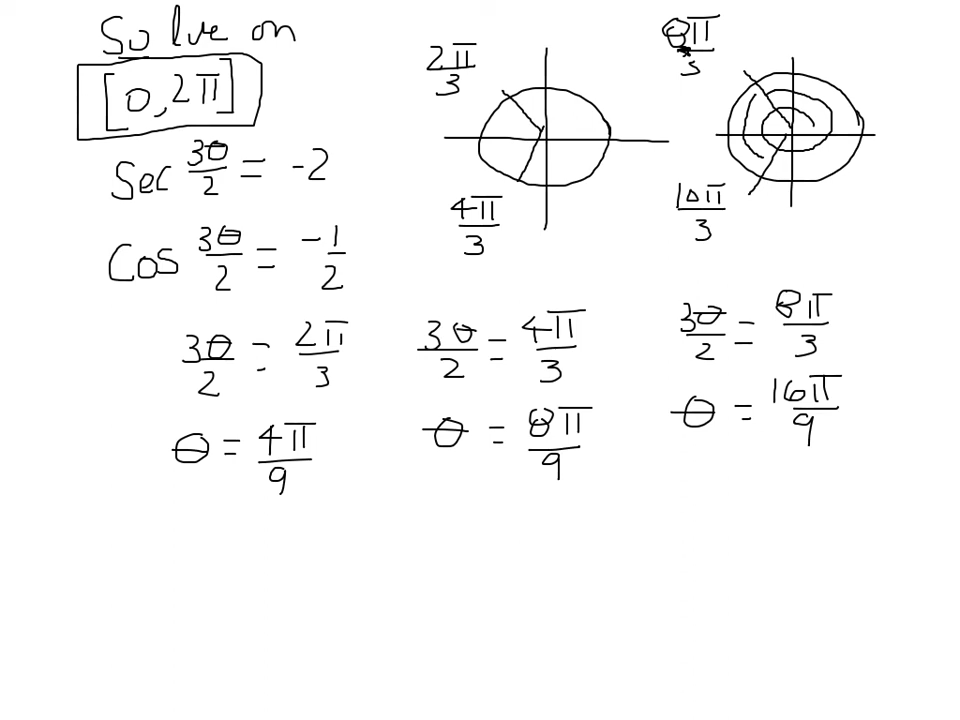 Solve on
[0, 2π]
Sec 3θ/2 = -2
Cos 3θ/2 = -1/2
3θ/2 = 2π/3
θ = 4π/9
2π/3
4π/3
3θ/2 = 4π/3
θ = 8π/9
8π/3
10π/3
3θ/2 = 8π/3
θ = 16π/9